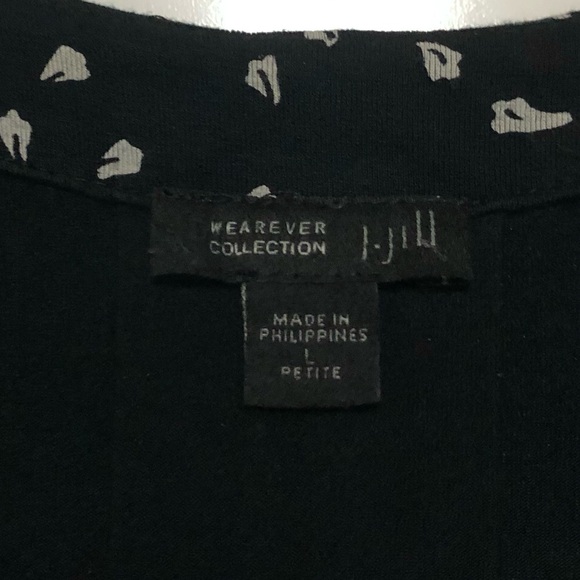 WEAREVER
COLLECTION
J.Jill
MADE IN
PHILIPPINES
L
PETITE